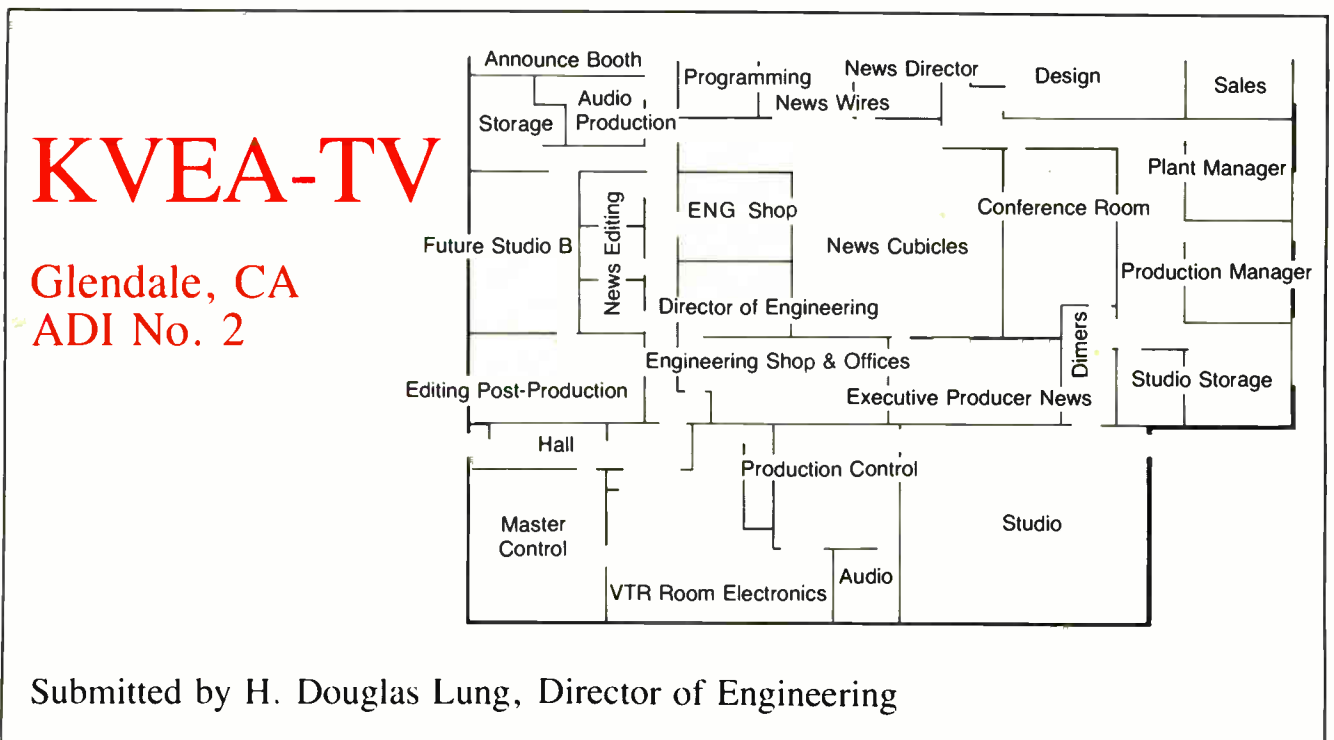 KVEA-TV
Glendale, CA
ADI No. 2
Announce Booth
Programming
News Director
Design
Sales
News Wires
Audio
Production
Storage
Plant Manager
News Editing
ENG Shop
Conference Room
Future Studio B
News Cubicles
Production Manager
Director of Engineering
Dimers
Engineering Shop & Offices
Studio Storage
Editing Post-Production
Executive Producer News
Hall
Production Control
Master
Control
Studio
Audio
VTR Room Electronics
Submitted by H. Douglas Lung, Director of Engineering